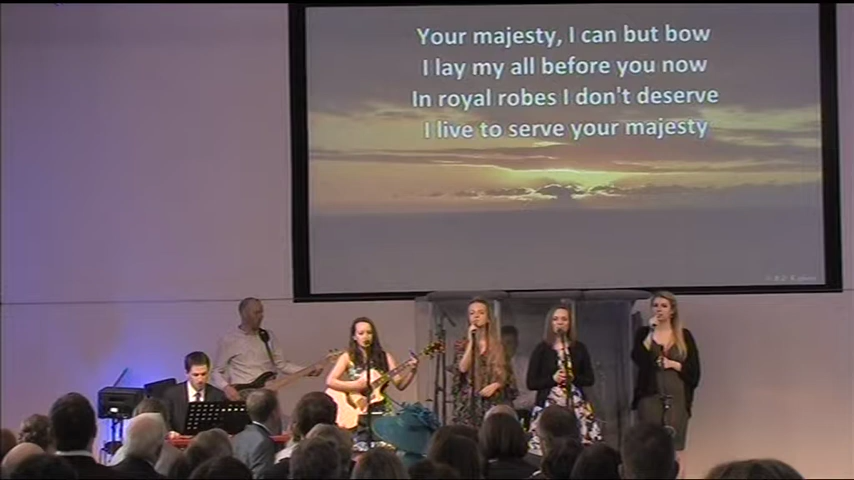 Your majesty, I can but bow
I lay my all before you now
In royal robes I don't deserve
I live to serve your majesty